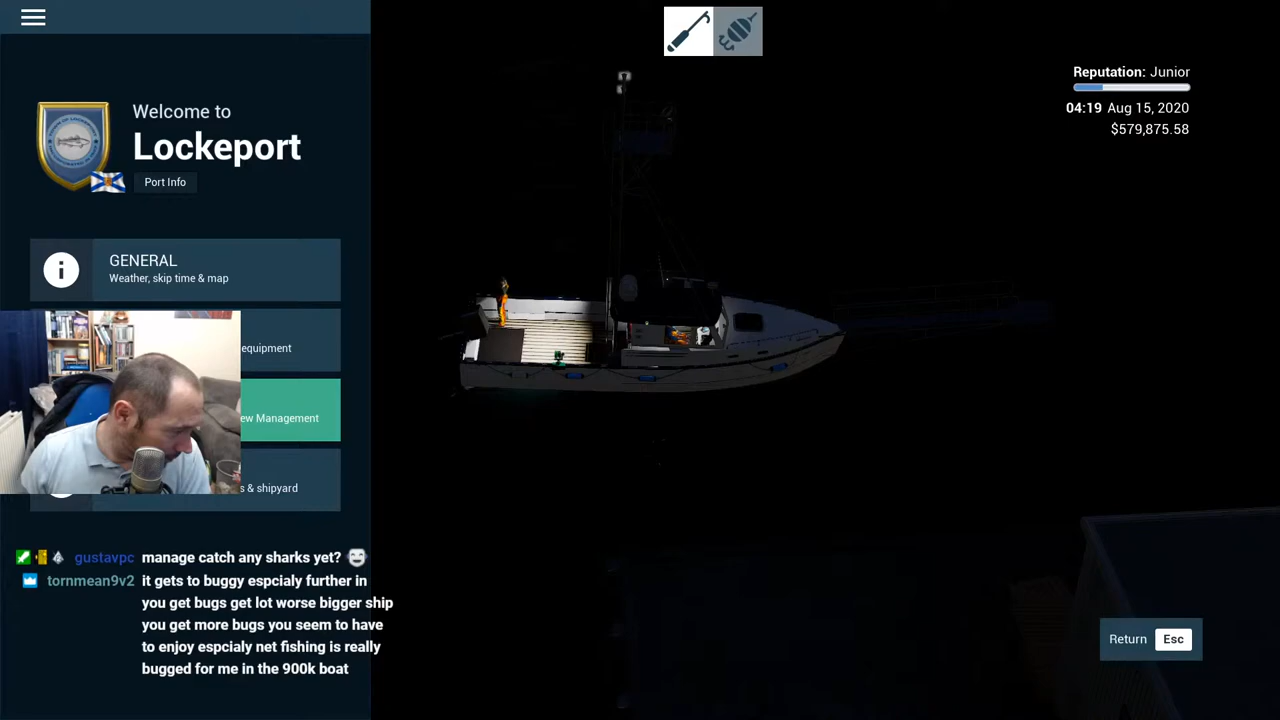 Reputation: Junior
04:19 Aug 15, 2020
$579,875.58
Welcome to
Lockeport
Port Info
GENERAL
Weather, skip time & map
equipment
ew Management
s & shipyard
gustavpc manage catch any sharks yet?
tornmean9v2 it gets to buggy espcialy further in
you get bugs get lot worse bigger ship
you get more bugs you seem to have
to enjoy espcialy net fishing is really
bugged for me in the 900k boat
Return Esc